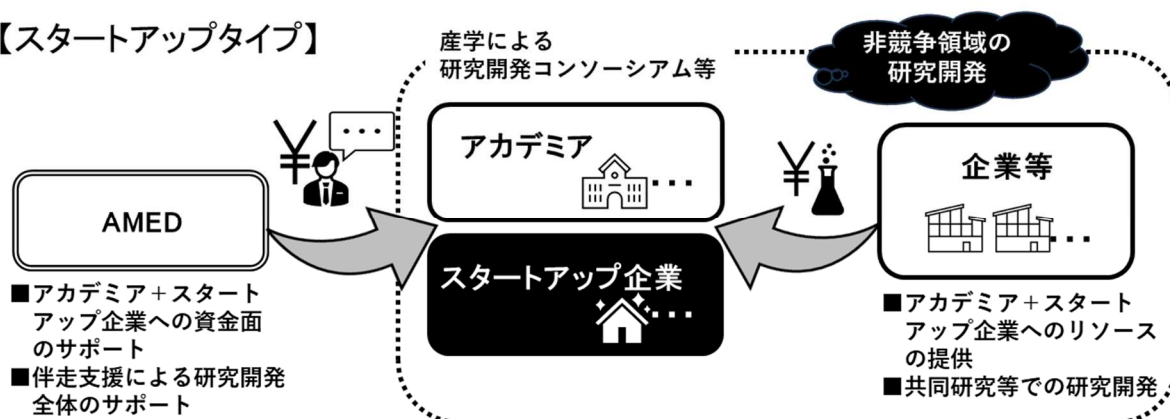 【スタートアップタイプ】
産学による
研究開発コンソーシアム等
非競争領域の
研究開発
¥
・・・
アカデミア
・・・
¥
企業等
・・・
AMED
スタートアップ企業
・・・
■アカデミア＋スタート
アップ企業への資金面
のサポート
■伴走支援による研究開発
全体のサポート
■アカデミア＋スタート
アップ企業へのリソース
の提供
■共同研究等での研究開発